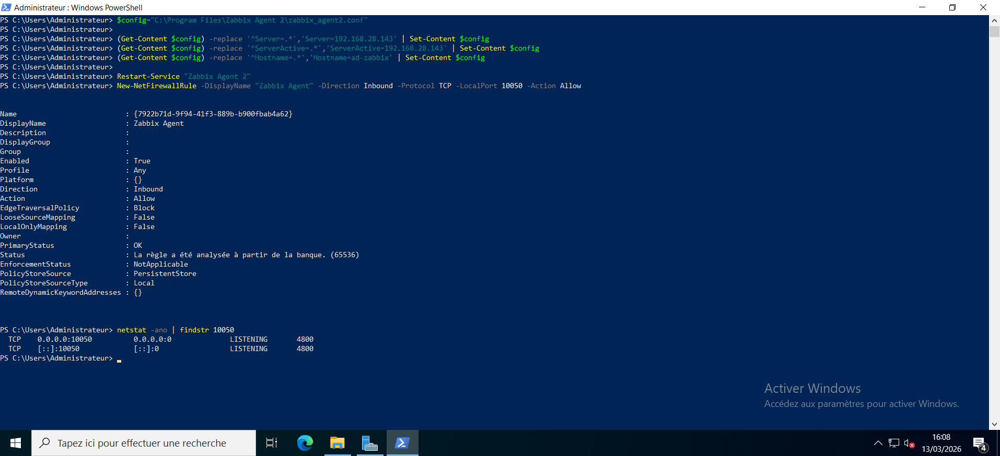 Administrateur : Windows PowerShell
PS C:\Users\Administrateur> $config="C:\Program Files\Zabbix Agent 2\zabbix_agent2.conf"
PS C:\Users\Administrateur>
PS C:\Users\Administrateur> (Get-Content $config) -replace '^Server=.*','Server=192.168.28.143' | Set-Content $config
PS C:\Users\Administrateur> (Get-Content $config) -replace '^ServerActive=.*','ServerActive=192.168.28.143' | Set-Content $config
PS C:\Users\Administrateur> (Get-Content $config) -replace '^Hostname=.*','Hostname=ad-zabbix' | Set-Content $config
PS C:\Users\Administrateur>
PS C:\Users\Administrateur> Restart-Service "Zabbix Agent 2"
PS C:\Users\Administrateur> New-NetFirewallRule -DisplayName "Zabbix Agent" -Direction Inbound -Protocol TCP -LocalPort 10050 -Action Allow
Name                          : {7922b71d-9f94-41f3-889b-b900fbab4a62}
DisplayName                   : Zabbix Agent
Description                   :
DisplayGroup                  :
Group                         :
Enabled                       : True
Profile                       : Any
Platform                      : {}
Direction                     : Inbound
Action                        : Allow
EdgeTraversalPolicy           : Block
LooseSourceMapping            : False
LocalOnlyMapping              : False
Owner                         :
PrimaryStatus                 : OK
Status                        : La règle a été analysée à partir de la banque. (65536)
EnforcementStatus             : NotApplicable
PolicyStoreSource             : PersistentStore
PolicyStoreSourceType         : Local
RemoteDynamicKeywordAddresses : {}
PS C:\Users\Administrateur> netstat -ano | findstr 10050
  TCP    0.0.0.0:10050          0.0.0.0:0              LISTENING       4800
  TCP    [::]:10050             [::]:0                 LISTENING       4800
PS C:\Users\Administrateur>
Activer Windows
Accédez aux paramètres pour activer Windows.
Tapez ici pour effectuer une recherche
16:08
13/03/2026
4